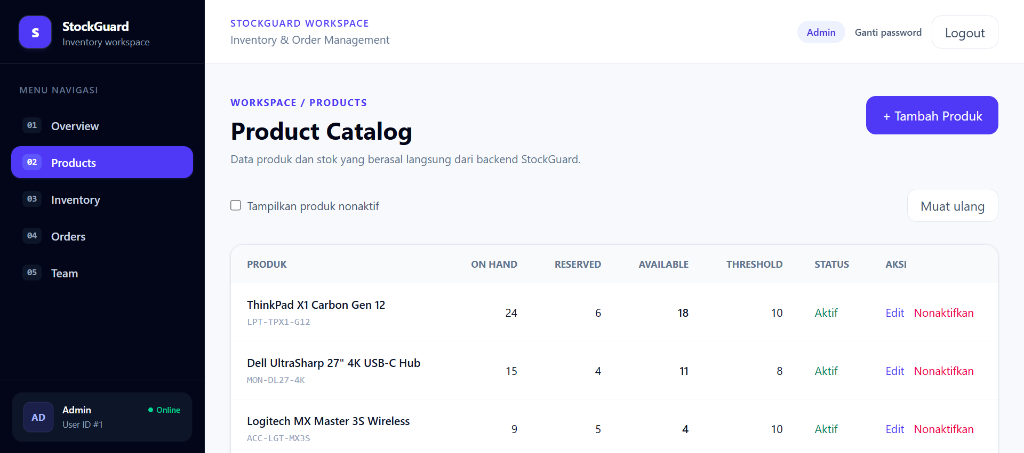 S
StockGuard
Inventory workspace
MENU NAVIGASI
01 Overview
02 Products
03 Inventory
04 Orders
05 Team
AD
Admin
Online
User ID #1
STOCKGUARD WORKSPACE
Inventory & Order Management
Admin Ganti password Logout
WORKSPACE / PRODUCTS
Product Catalog
Data produk dan stok yang berasal langsung dari backend StockGuard.
+ Tambah Produk
Tampilkan produk nonaktif
Muat ulang
PRODUK ON HAND RESERVED AVAILABLE THRESHOLD STATUS AKSI
ThinkPad X1 Carbon Gen 12
LPT-TPX1-G12
24 6 18 10 Aktif Edit Nonaktifkan
Dell UltraSharp 27" 4K USB-C Hub
MON-DL27-4K
15 4 11 8 Aktif Edit Nonaktifkan
Logitech MX Master 3S Wireless
ACC-LGT-MX3S
9 5 4 10 Aktif Edit Nonaktifkan